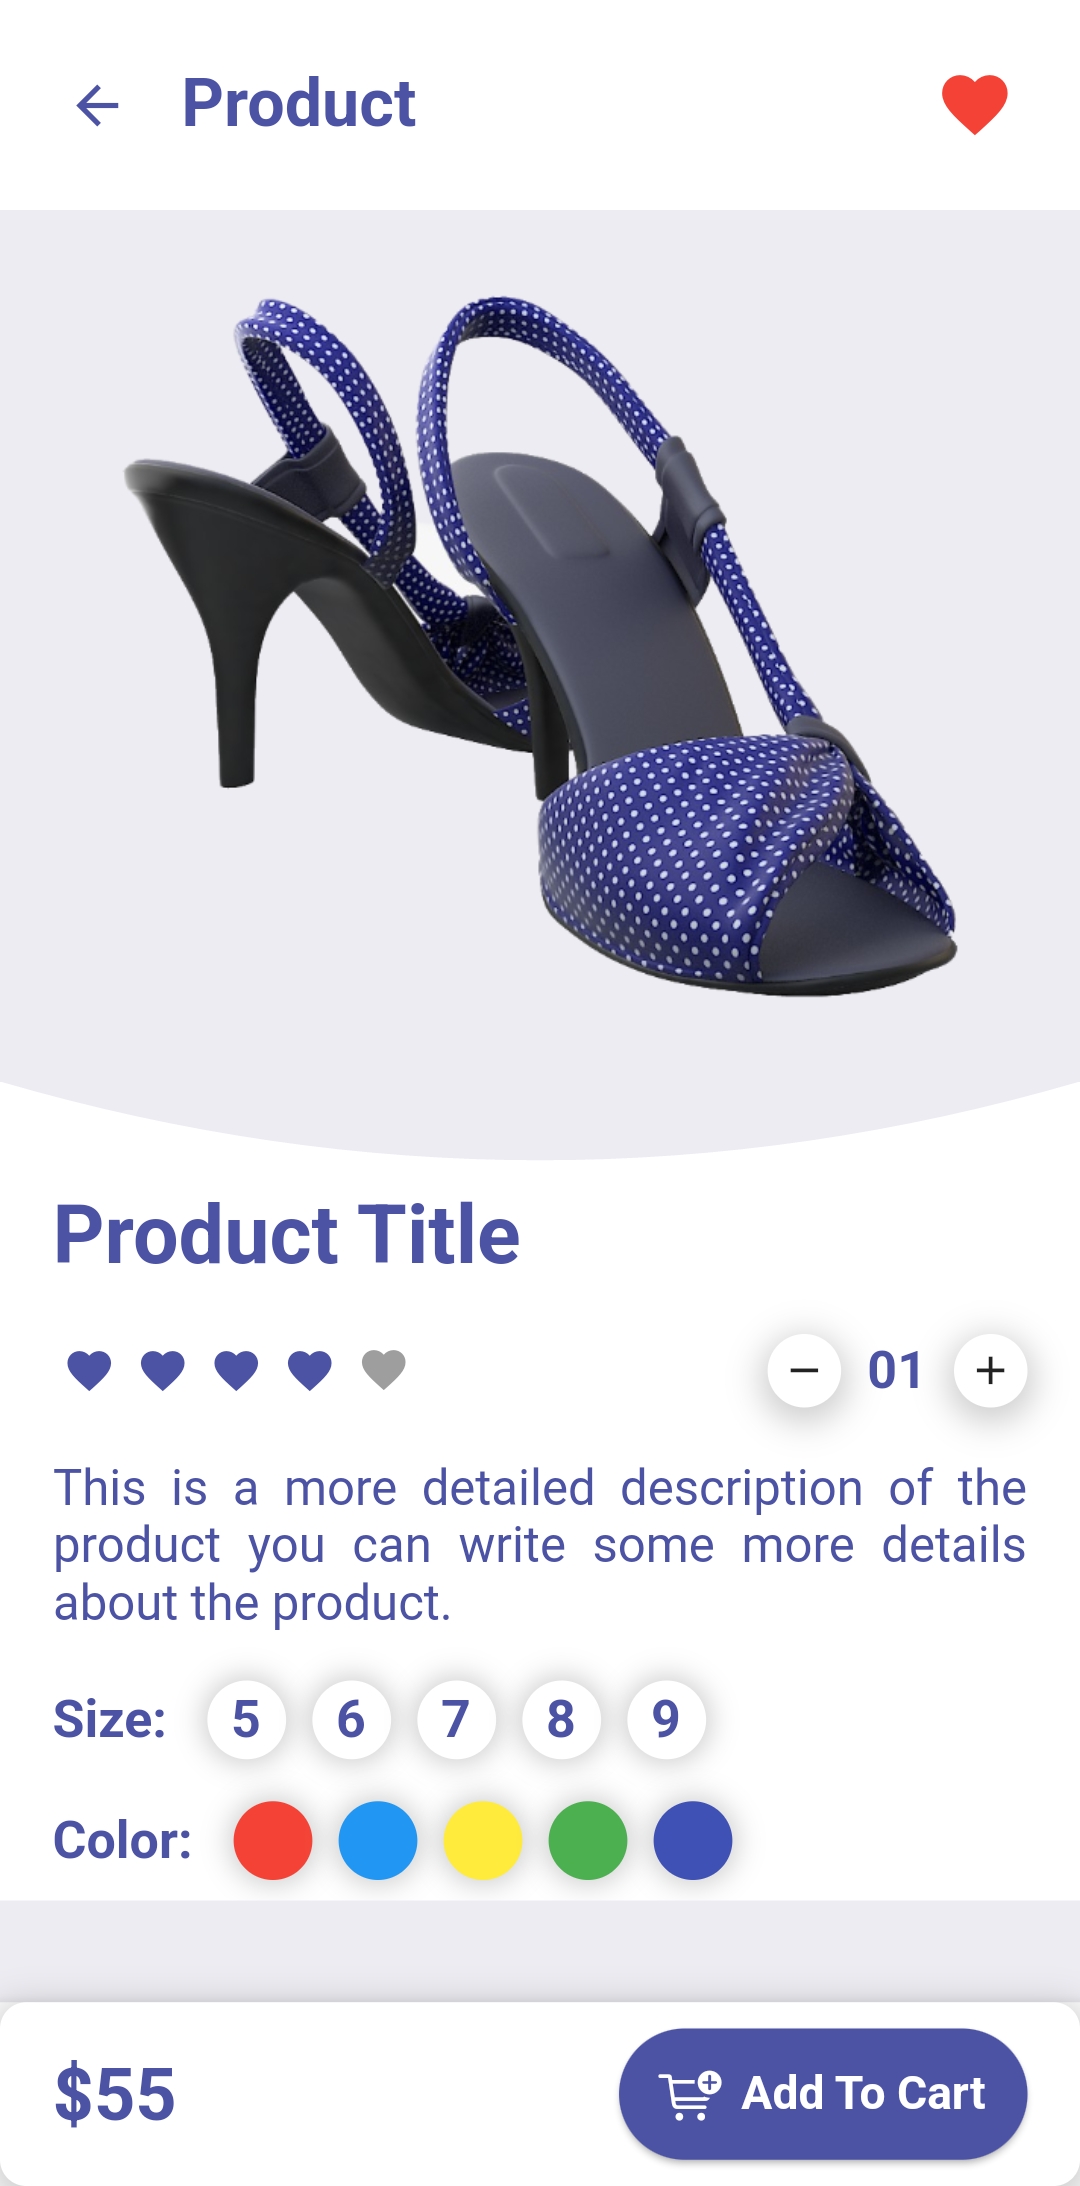 Product
Product Title
01
This is a more detailed description of the
product you can write some more details
about the product.
Size: 5 6 7 8 9
Color:
$55 Add To Cart